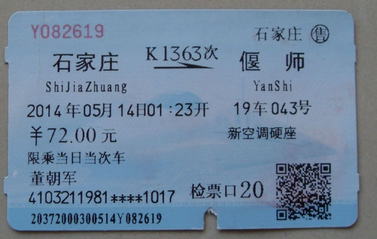 Y082619 石家庄 售
石家庄 K1363次 偃师
ShiJiaZhuang YanShi
2014年05月14日01:23开 19车043号
¥72.00元 新空调硬座
限乘当日当次车
董朝军
4103211981****1017 检票口20
20372000300514Y082619